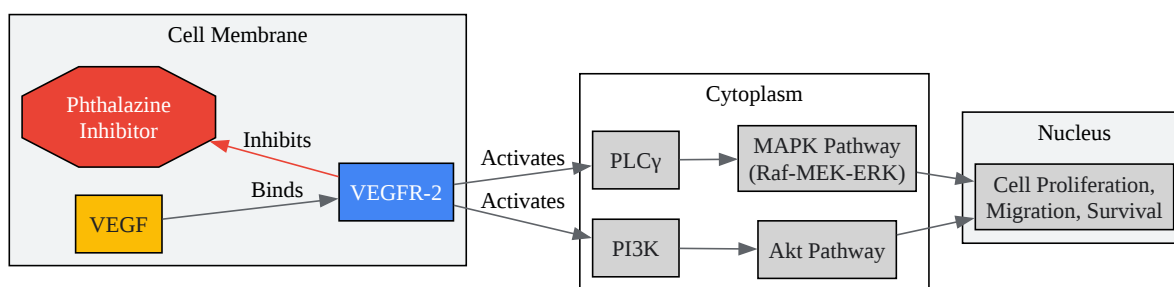 Cell Membrane
Phthalazine
Inhibitor
Inhibits
Binds
VEGF
VEGFR-2
Activates
Activates
Cytoplasm
PLCγ
MAPK Pathway
(Raf-MEK-ERK)
PI3K
Akt Pathway
Nucleus
Cell Proliferation,
Migration, Survival